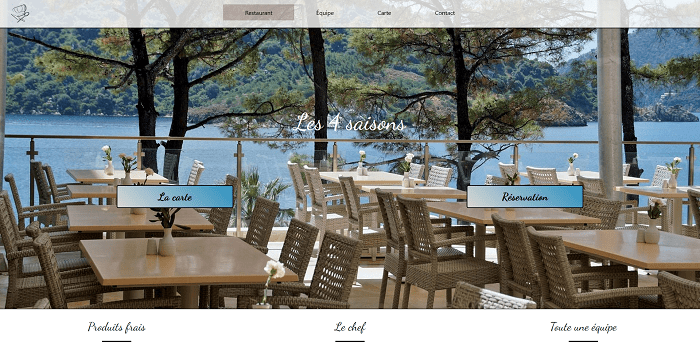 Restaurant Équipe Carte Contact
Les 4 saisons
La carte Réservation
Produits frais Le chef Toute une équipe